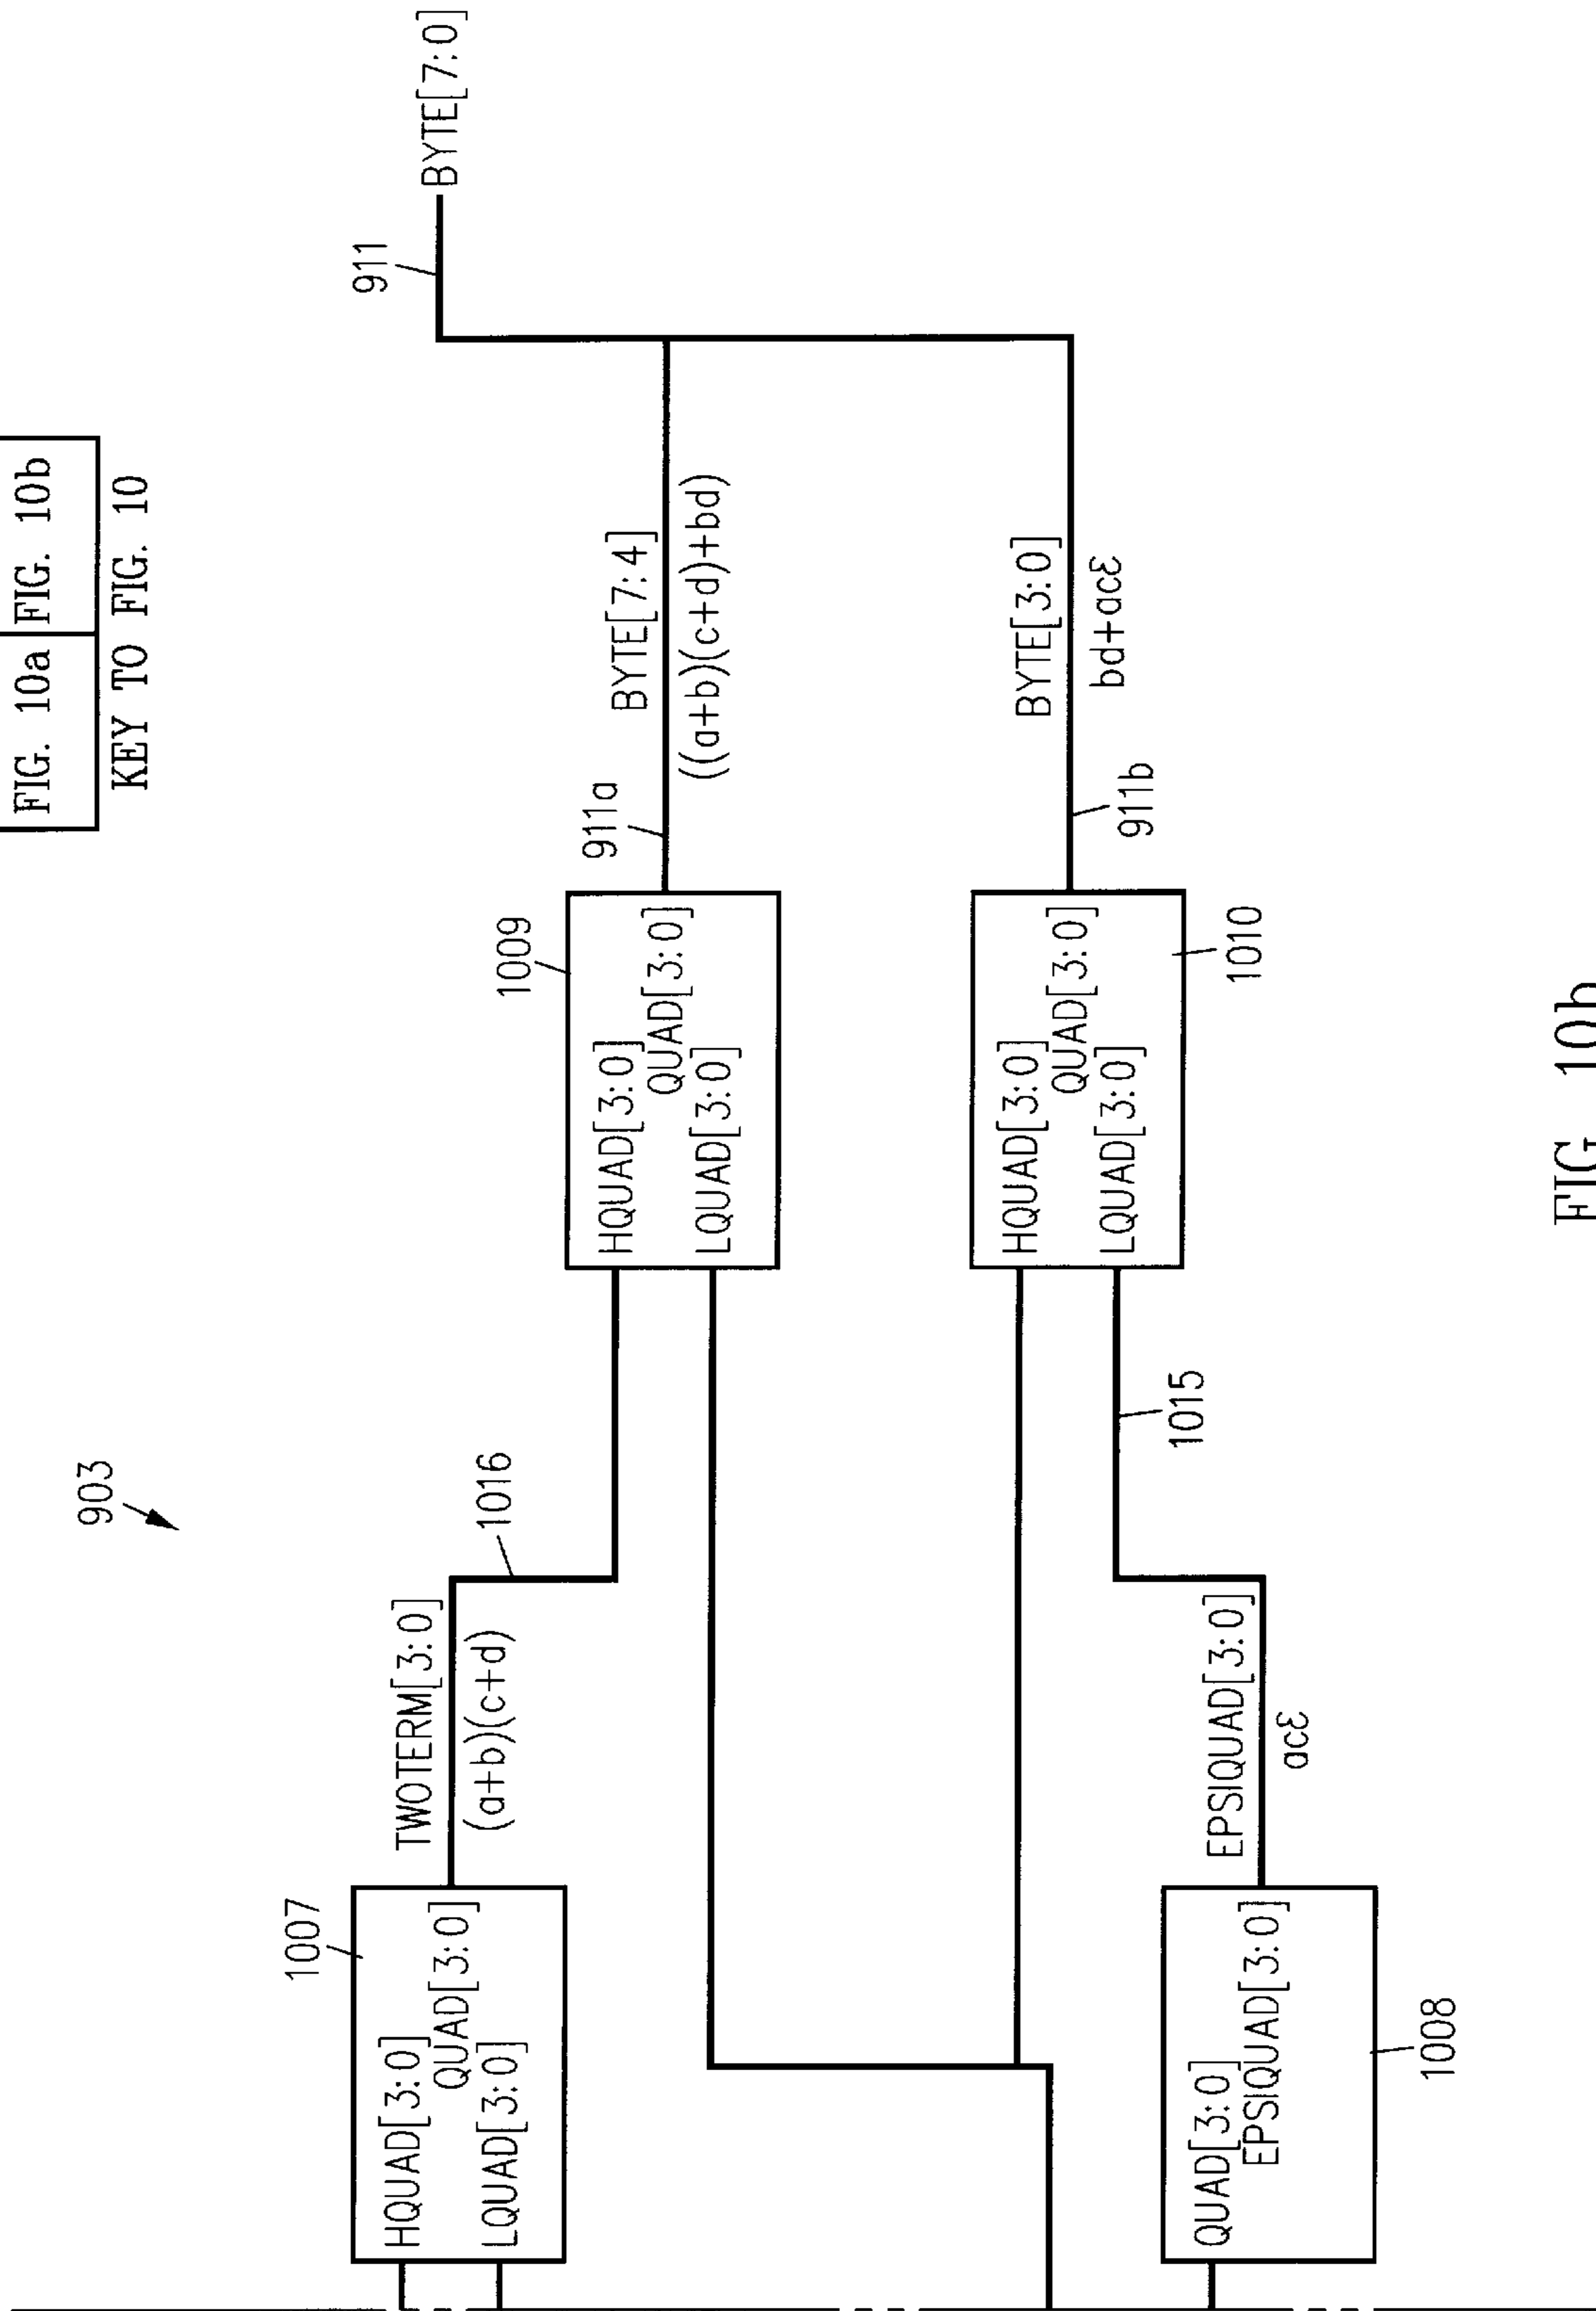 FIG. 10a FIG. 10b
KEY TO FIG. 10
903
911
BYTE[7:0]
1007
HQUAD[3:0]
QUAD[3:0]
LQUAD[3:0]
TWOTERM[3:0]
(a+b)(c+d)
1016
1009
HQUAD[3:0]
QUAD[3:0]
LQUAD[3:0]
911a
BYTE[7:4]
((a+b)(c+d)+bd)
HQUAD[3:0]
QUAD[3:0]
LQUAD[3:0]
1010
911b
BYTE[3:0]
bd+acε
1015
QUAD[3:0]
EPSIQUAD[3:0]
1008
EPSIQUAD[3:0]
acε
FIG. 10b